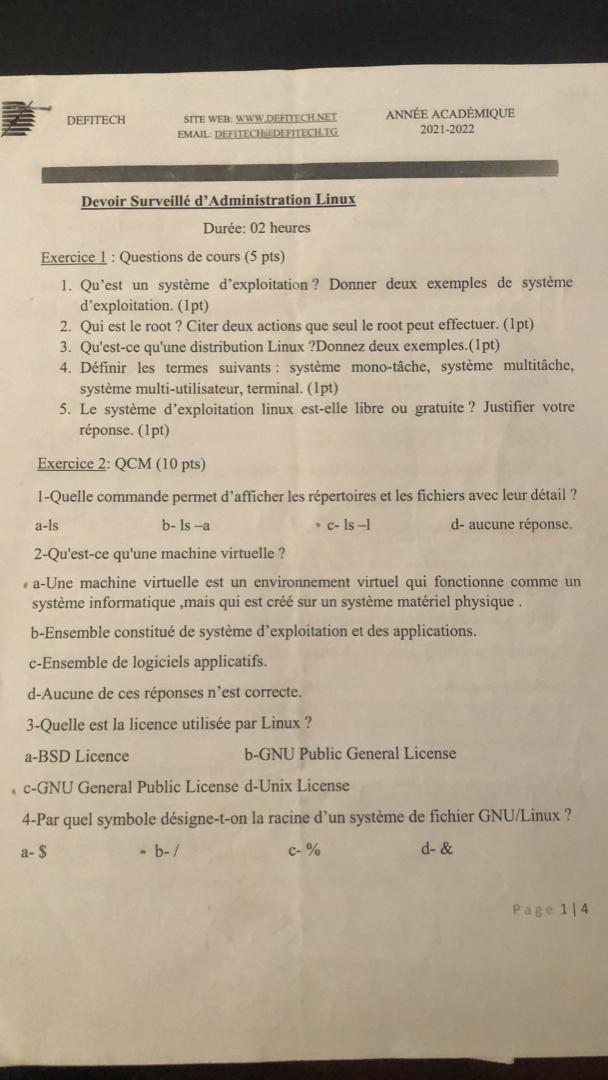 DEFITECH
SITE WEB: WWW.DEFITECH.NET
EMAIL: DEFITECH@DEFITECH.TG
ANNÉE ACADÉMIQUE
2021-2022
Devoir Surveillé d'Administration Linux
Durée: 02 heures
Exercice 1 : Questions de cours (5 pts)
1. Qu'est un système d'exploitation ? Donner deux exemples de système
d'exploitation. (1pt)
2. Qui est le root ? Citer deux actions que seul le root peut effectuer. (1pt)
3. Qu'est-ce qu'une distribution Linux ?Donnez deux exemples.(1pt)
4. Définir les termes suivants : système mono-tâche, système multitâche,
système multi-utilisateur, terminal. (1pt)
5. Le système d'exploitation linux est-elle libre ou gratuite ? Justifier votre
réponse. (1pt)
Exercice 2: QCM (10 pts)
1-Quelle commande permet d'afficher les répertoires et les fichiers avec leur détail ?
a-ls b- ls –a c- ls –l d- aucune réponse.
2-Qu'est-ce qu'une machine virtuelle ?
a-Une machine virtuelle est un environnement virtuel qui fonctionne comme un
système informatique ,mais qui est créé sur un système matériel physique .
b-Ensemble constitué de système d'exploitation et des applications.
c-Ensemble de logiciels applicatifs.
d-Aucune de ces réponses n'est correcte.
3-Quelle est la licence utilisée par Linux ?
a-BSD Licence b-GNU Public General License
c-GNU General Public License d-Unix License
4-Par quel symbole désigne-t-on la racine d'un système de fichier GNU/Linux ?
a- $ b- / c- % d- &
Page 1|4